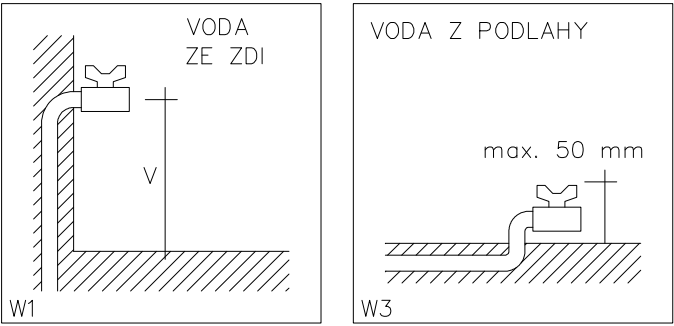 VODA
ZE ZDI
V
W1
VODA Z PODLAHY
max. 50 mm
W3